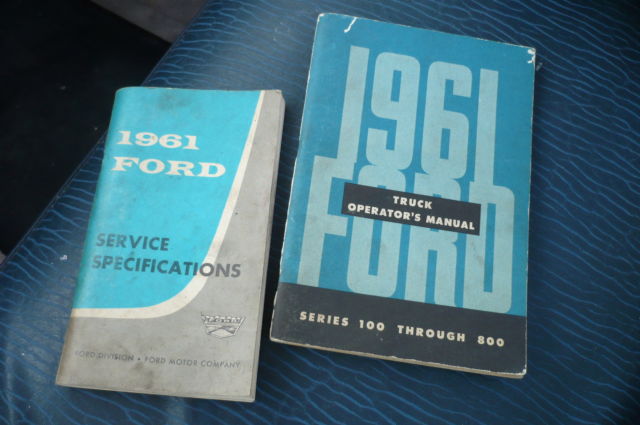 1961
FORD
SERVICE
SPECIFICATIONS
FORD DIVISION • FORD MOTOR COMPANY
1961
FORD
TRUCK
OPERATOR'S MANUAL
SERIES 100 THROUGH 800